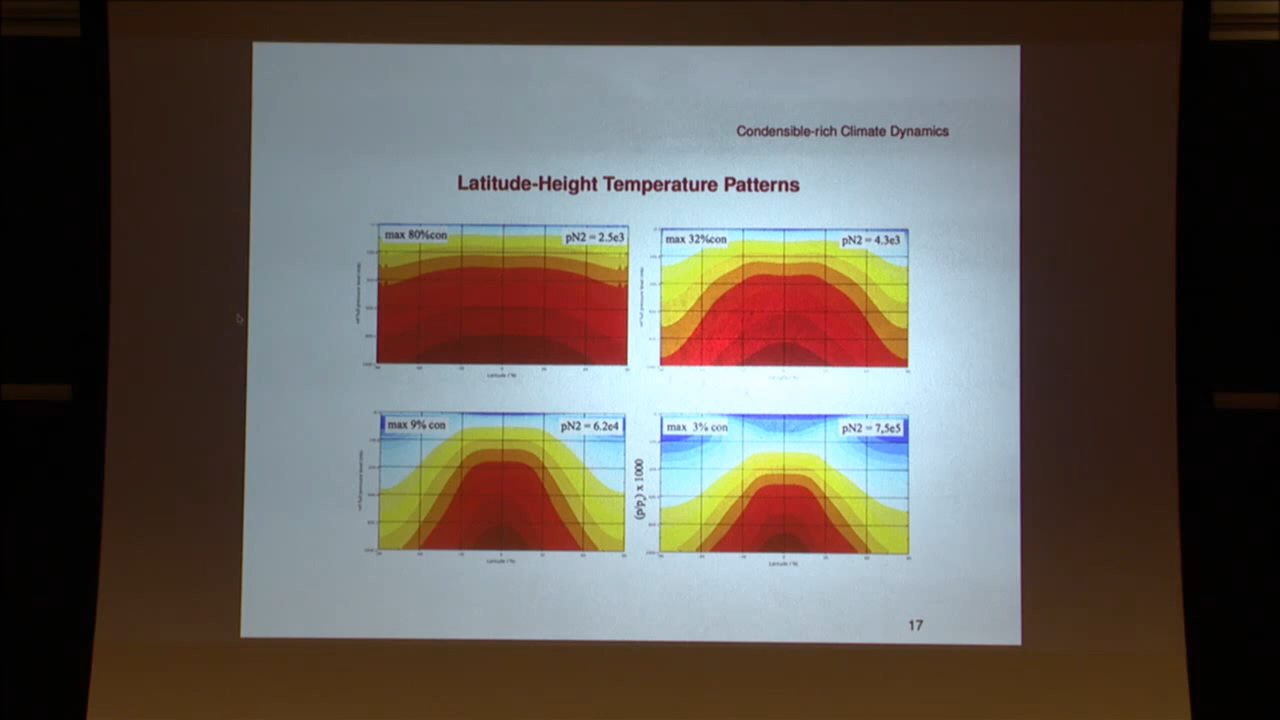 Condensible-rich Climate Dynamics
Latitude-Height Temperature Patterns
max 80%con
pN2 = 2.5e3
max 32%con
pN2 = 4.3e3
max 9% con
pN2 = 6.2e4
max 3% con
pN2 = 7,5e5
(p/pₛ) x 1000
17